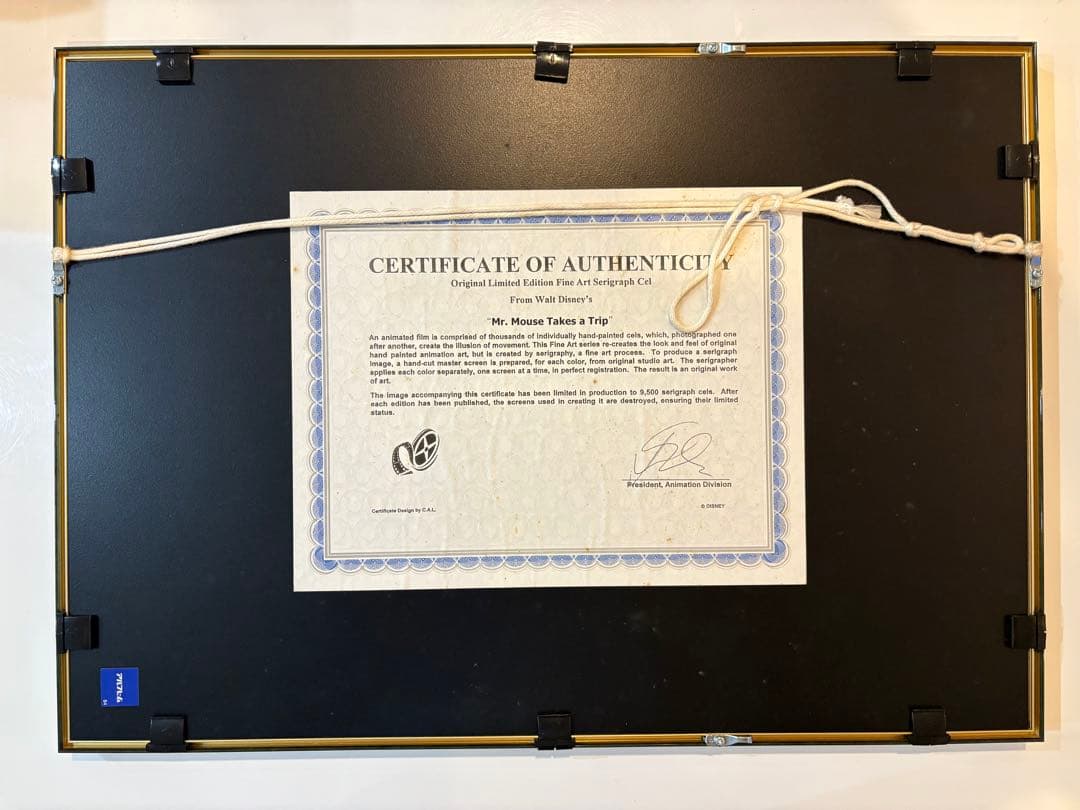 CERTIFICATE OF AUTHENTICITY
Original Limited Edition Fine Art Serigraph Cel
From Walt Disney's
"Mr. Mouse Takes a Trip"
An animated film is comprised of thousands of individually hand-painted cels, which, photographed one
after another, create the illusion of movement. This Fine Art series re-creates the look and feel of original
hand painted animation art, but is created by serigraphy, a fine art process. To produce a serigraph
image, a hand-cut master screen is prepared, for each color, from original studio art. The serigrapher
applies each color separately, one screen at a time, in perfect registration. The result is an original work
of art.
The image accompanying this certificate has been limited in production to 9,500 serigraph cels. After
each edition has been published, the screens used in creating it are destroyed, ensuring their limited
status.
President, Animation Division
Certificate Design by C.A.L.
© DISNEY